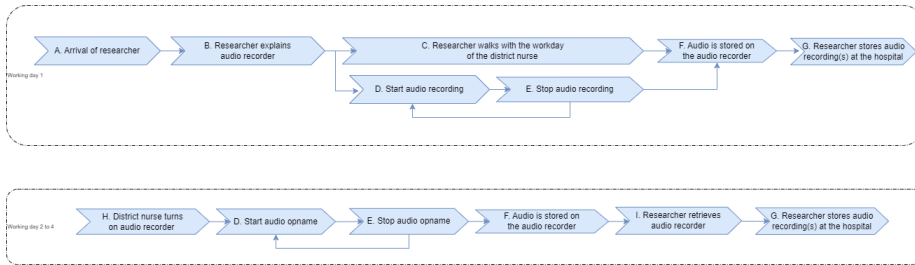 A. Arrival of researcher
B. Researcher explains
audio recorder
C. Researcher walks with the workday
of the district nurse
F. Audio is stored on
the audio recorder
G. Researcher stores audio
recording(s) at the hospital
Working day 1
D. Start audio recording
E. Stop audio recording
H. District nurse turns
on audio recorder
D. Start audio opname
E. Stop audio opname
F. Audio is stored on
the audio recorder
I. Researcher retrieves
audio recorder
G. Researcher stores audio
recording(s) at the hospital
Working day 2 to 4